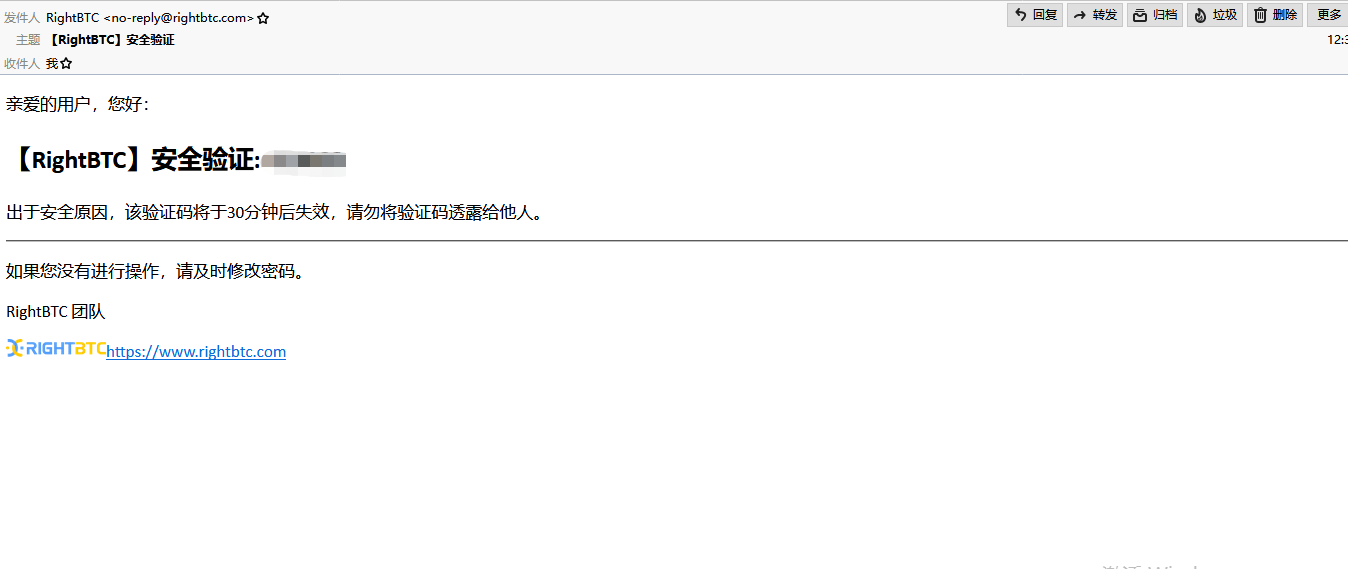 发件人 RightBTC <no-reply@rightbtc.com> 回复 转发 归档 垃圾 删除 更多
主题 【RightBTC】安全验证 12:3
收件人 我
亲爱的用户，您好：
【RightBTC】安全验证:
出于安全原因，该验证码将于30分钟后失效，请勿将验证码透露给他人。
如果您没有进行操作，请及时修改密码。
RightBTC 团队
RIGHTBTC https://www.rightbtc.com